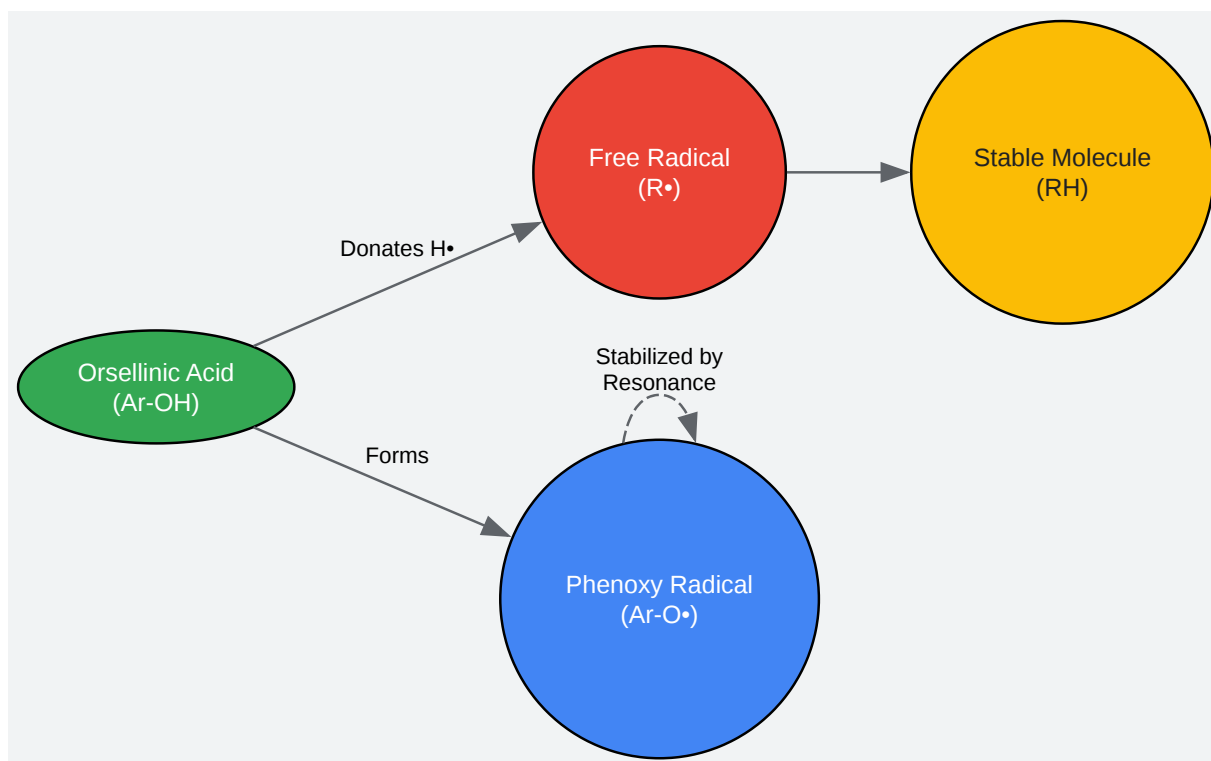 Free Radical
(R•)
Stable Molecule
(RH)
Donates H•
Stabilized by
Resonance
Orsellinic Acid
(Ar-OH)
Forms
Phenoxy Radical
(Ar-O•)